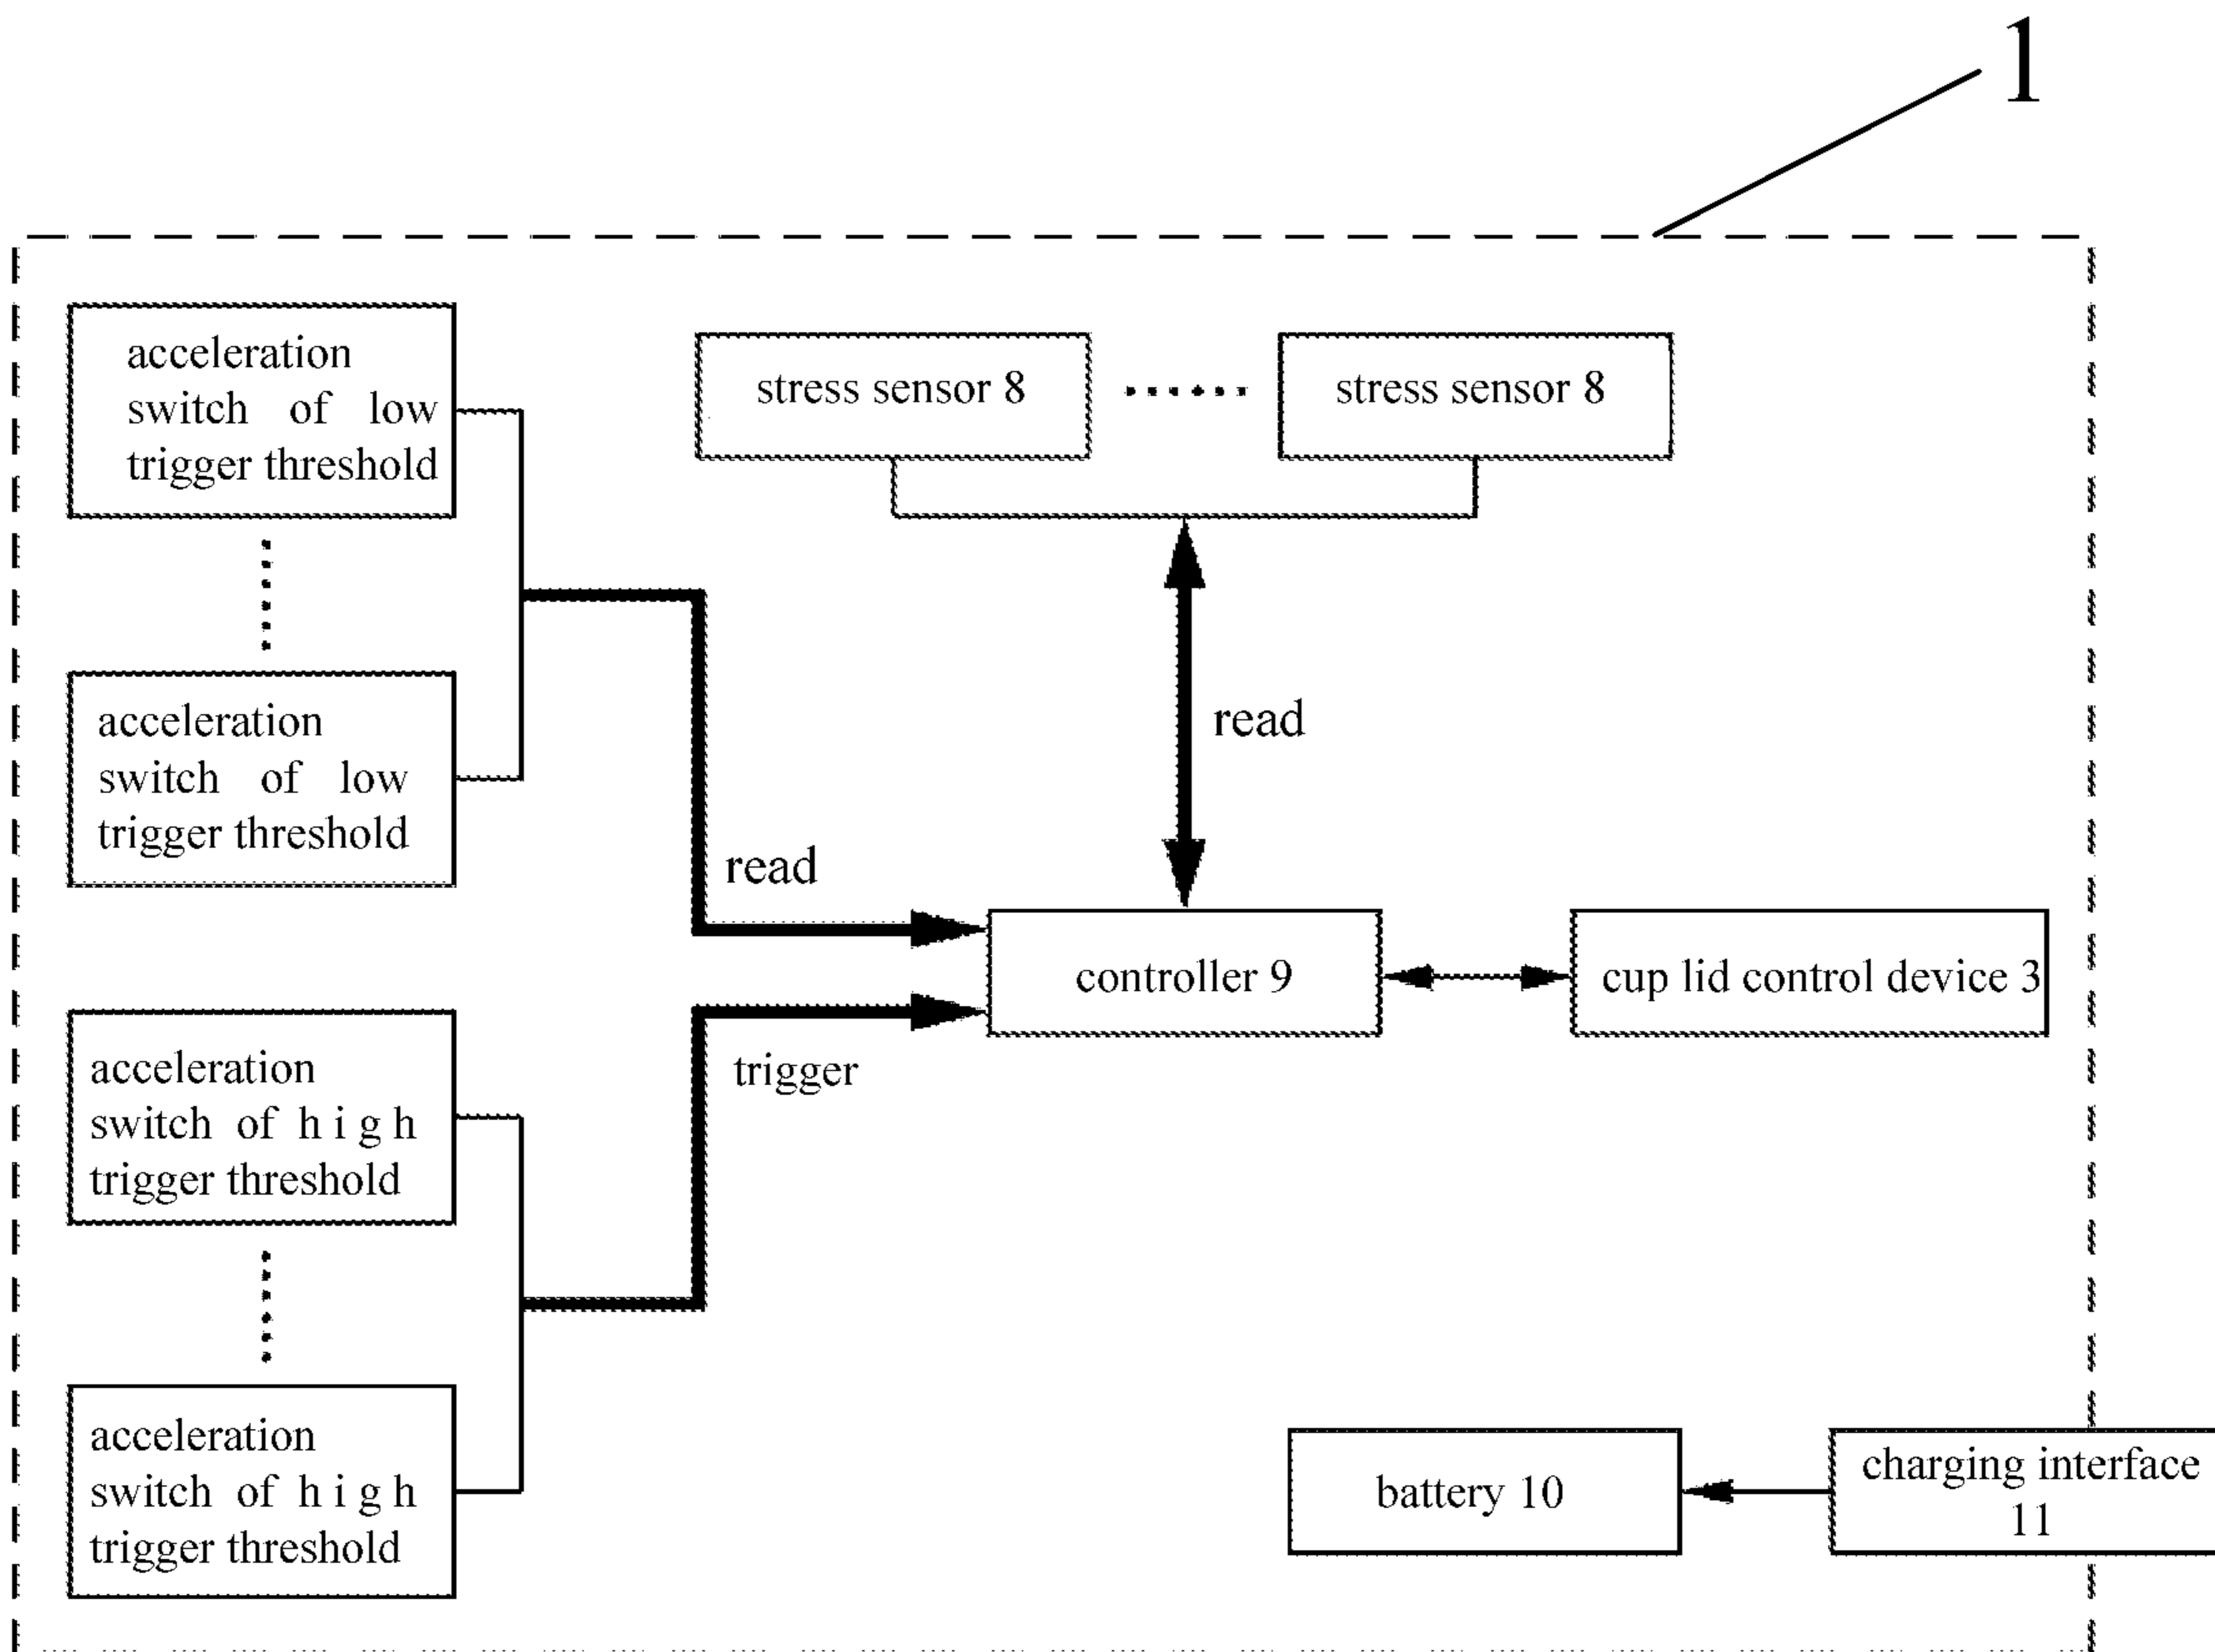 1
acceleration
switch of low
trigger threshold
stress sensor 8
stress sensor 8
acceleration
switch of low
trigger threshold
read
read
controller 9
cup lid control device 3
trigger
acceleration
switch of high
trigger threshold
acceleration
switch of high
trigger threshold
battery 10
charging interface
11